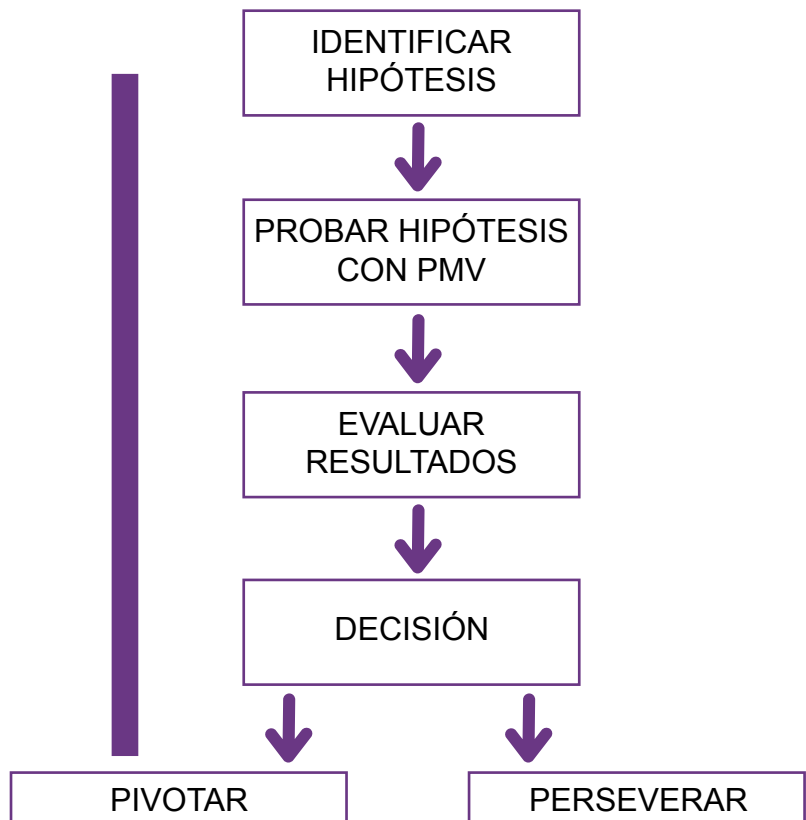 IDENTIFICAR
HIPÓTESIS
PROBAR HIPÓTESIS
CON PMV
EVALUAR
RESULTADOS
DECISIÓN
PIVOTAR
PERSEVERAR